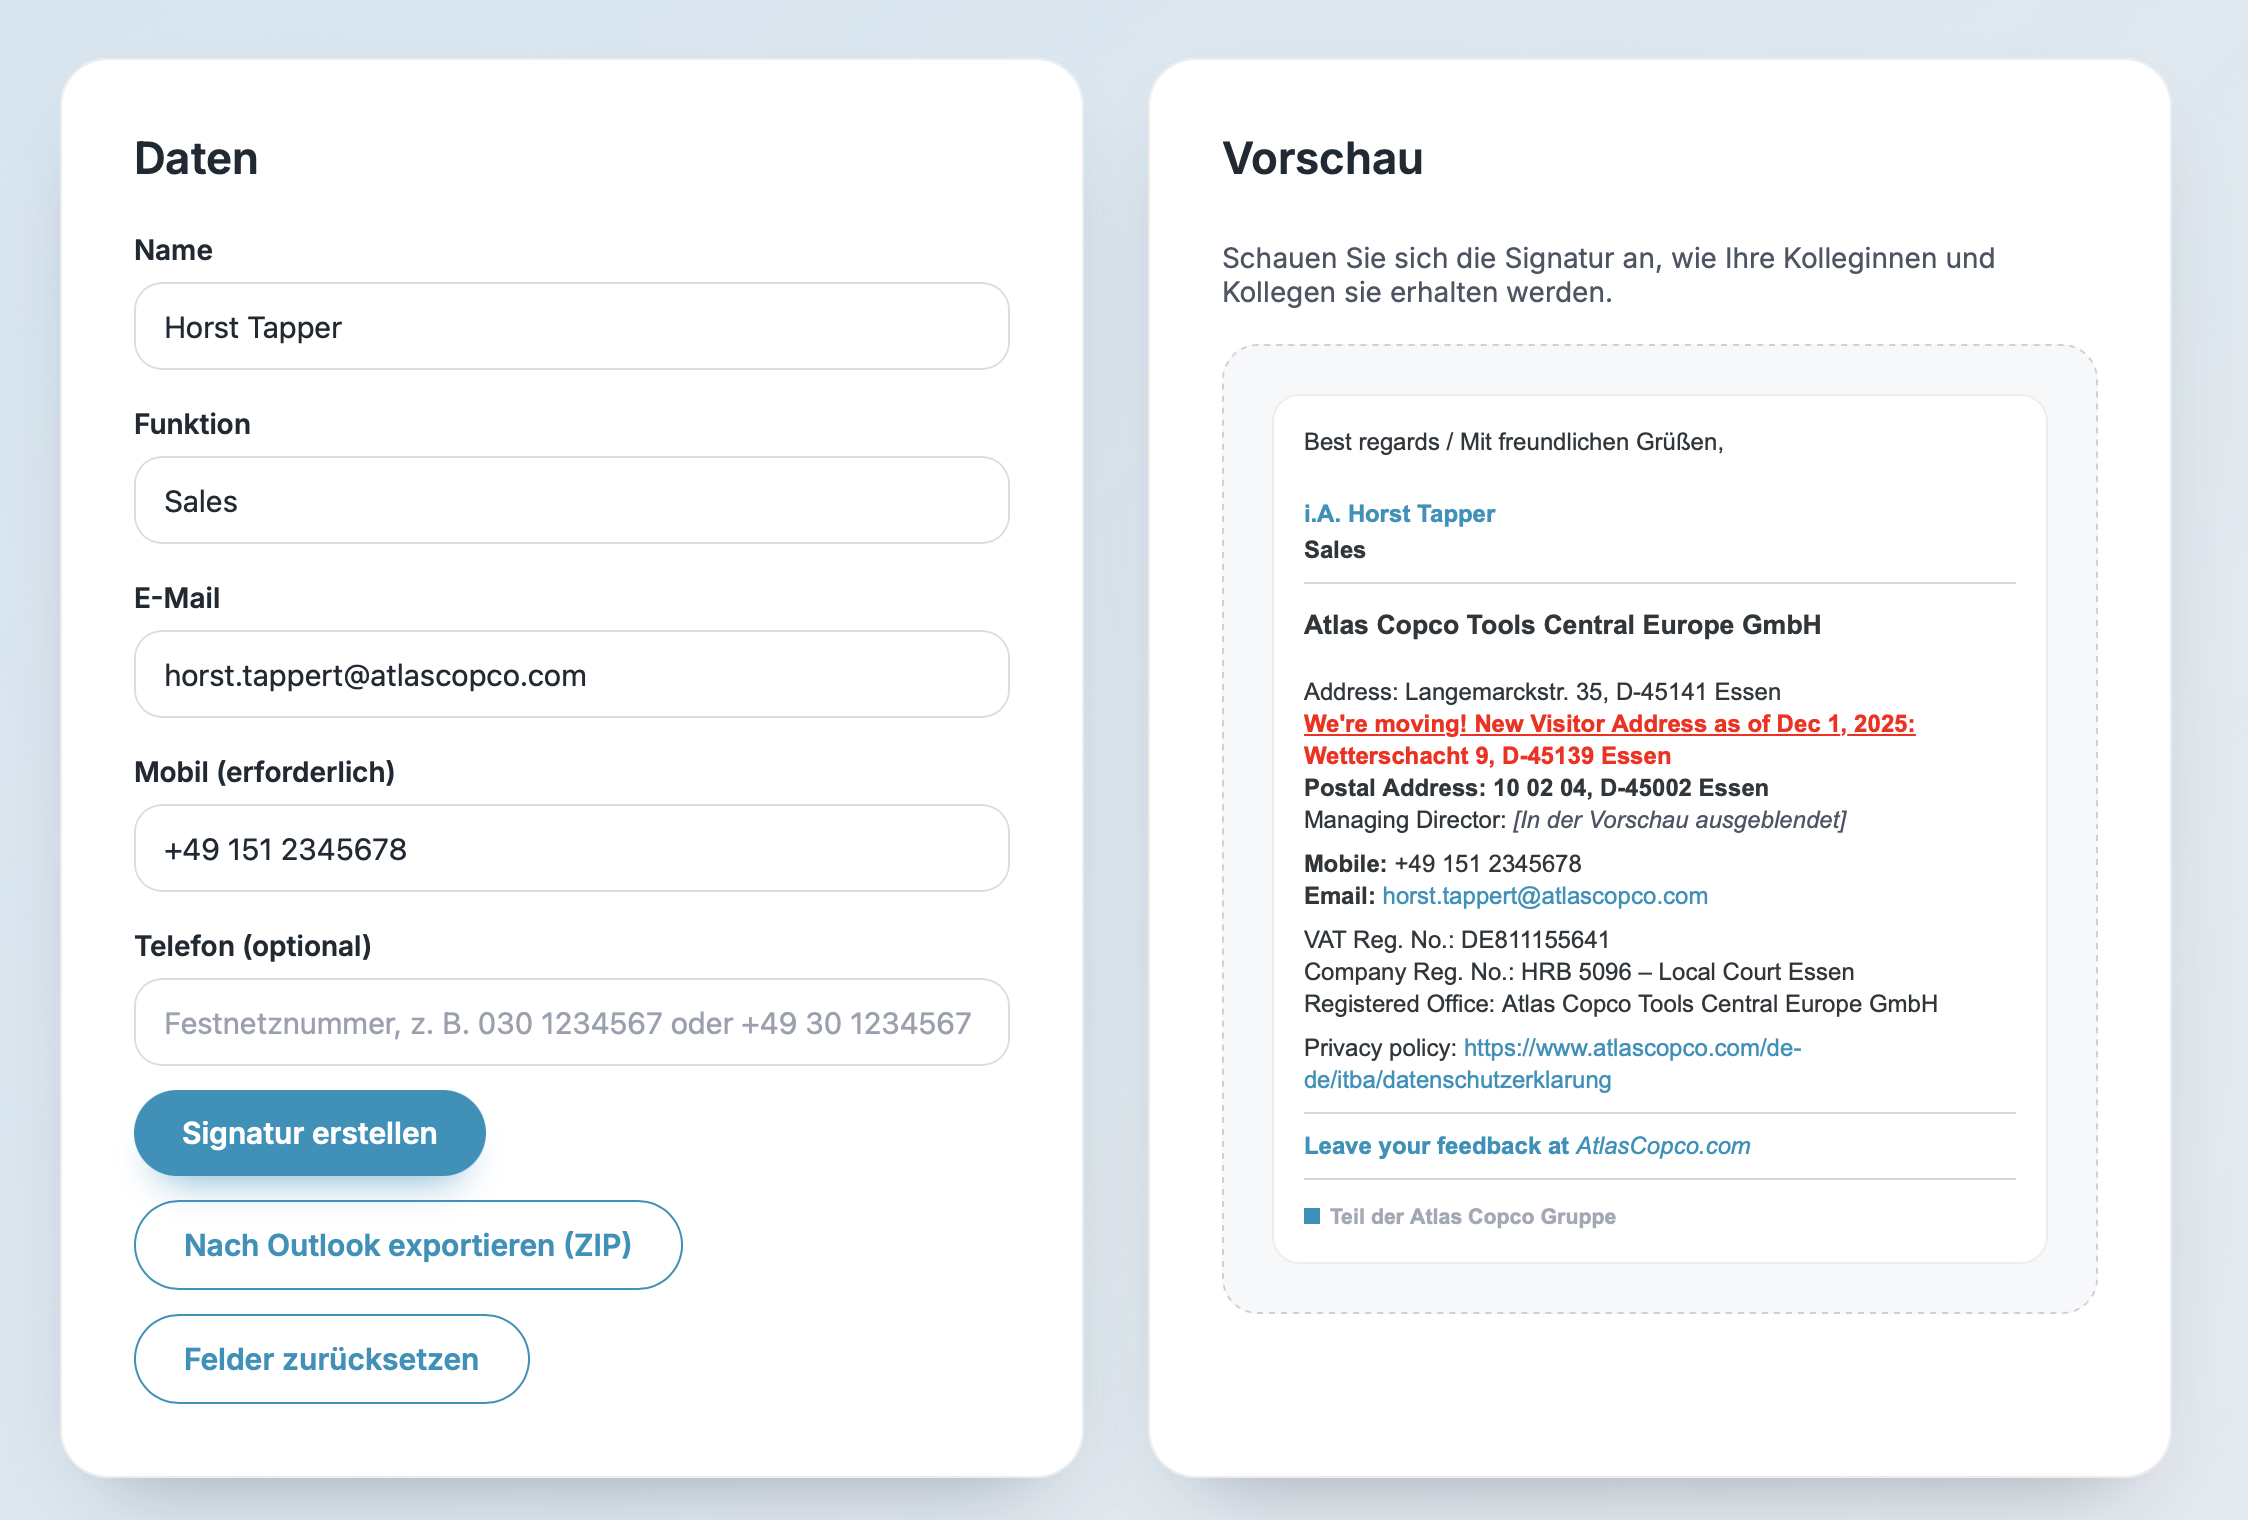 Daten
Name
Horst Tapper
Funktion
Sales
E-Mail
horst.tappert@atlascopco.com
Mobil (erforderlich)
+49 151 2345678
Telefon (optional)
Festnetznummer, z. B. 030 1234567 oder +49 30 1234567
Signatur erstellen
Nach Outlook exportieren (ZIP)
Felder zurücksetzen
Vorschau
Schauen Sie sich die Signatur an, wie Ihre Kolleginnen und
Kollegen sie erhalten werden.
Best regards / Mit freundlichen Grüßen,
i.A. Horst Tapper
Sales
Atlas Copco Tools Central Europe GmbH
Address: Langemarckstr. 35, D-45141 Essen
We're moving! New Visitor Address as of Dec 1, 2025:
Wetterschacht 9, D-45139 Essen
Postal Address: 10 02 04, D-45002 Essen
Managing Director: [In der Vorschau ausgeblendet]
Mobile: +49 151 2345678
Email: horst.tappert@atlascopco.com
VAT Reg. No.: DE811155641
Company Reg. No.: HRB 5096 – Local Court Essen
Registered Office: Atlas Copco Tools Central Europe GmbH
Privacy policy: https://www.atlascopco.com/de-
de/itba/datenschutzerklarung
Leave your feedback at AtlasCopco.com
Teil der Atlas Copco Gruppe